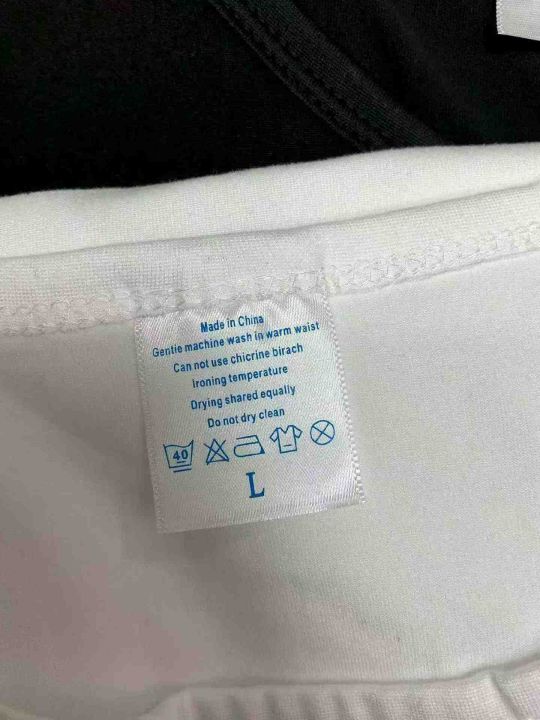 Made in China
Gentie machine wash in warm waist
Can not use chicrine birach
Ironing temperature
Drying shared equally
Do not dry clean
40
L